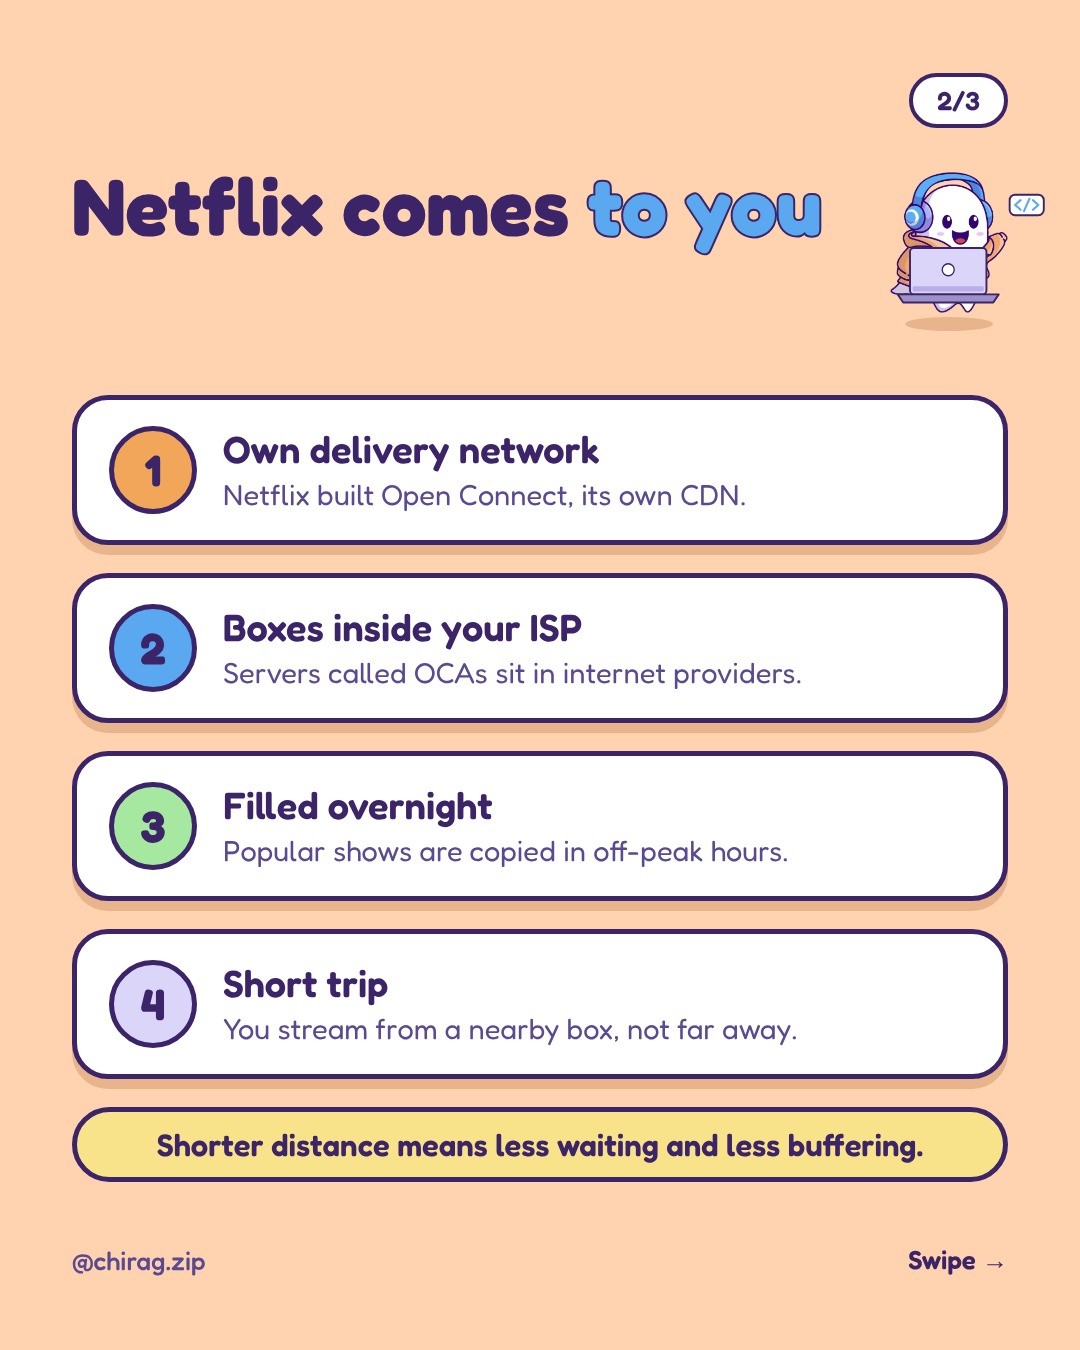 2/3
Netflix comes to you
</>
1
Own delivery network
Netflix built Open Connect, its own CDN.
2
Boxes inside your ISP
Servers called OCAs sit in internet providers.
3
Filled overnight
Popular shows are copied in off-peak hours.
4
Short trip
You stream from a nearby box, not far away.
Shorter distance means less waiting and less buffering.
@chirag.zip
Swipe →